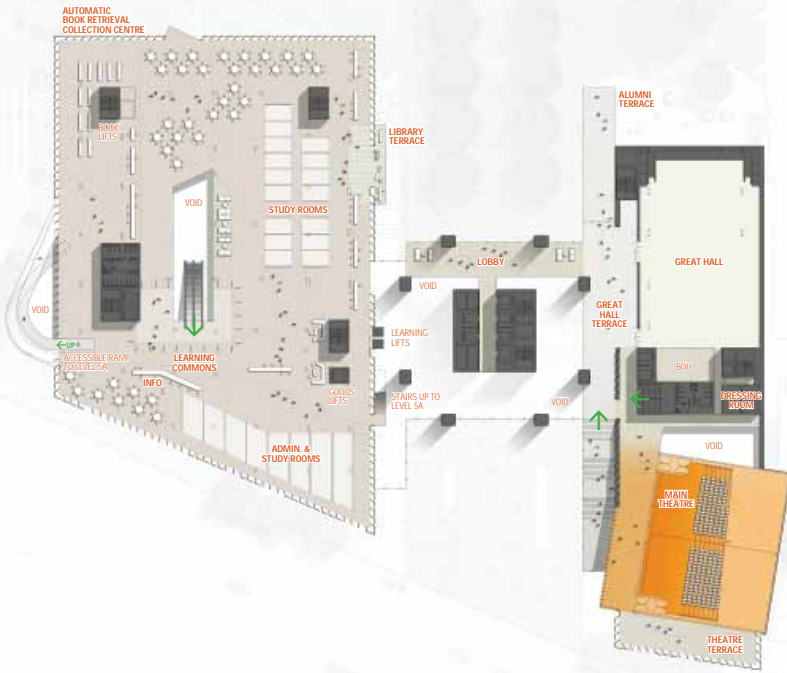 AUTOMATIC
BOOK RETRIEVAL
COLLECTION CENTRE
BOOK
LIFTS
LIBRARY
TERRACE
ALUMNI
TERRACE
VOID
STUDY ROOMS
LOBBY
GREAT HALL
VOID
VOID
GREAT
HALL
TERRACE
LEARNING
LIFTS
UP
ACCESSIBLE RAMP
TO LEVEL 5A
LEARNING
COMMONS
INFO
BOH
GOODS
LIFTS
STAIRS UP TO
LEVEL 5A
VOID
DRESSING
ROOM
ADMIN. &
STUDY ROOMS
VOID
MAIN
THEATRE
THEATRE
TERRACE